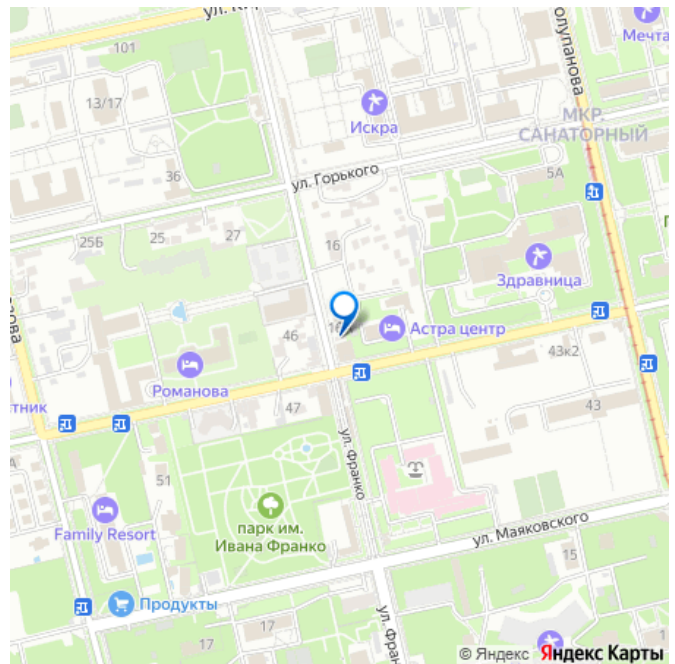 101
13/17
Искра
Мечта
МКР.
САНАТОРНЫЙ
36
ул. Горького
5А
25Б
25
27
16
Здравница
46
Астра центр
Романова
43к2
47
43
ул. Франко
51
Family Resort
парк им.
Ивана Франко
ул. Маяковского
15
Продукты
17
17
© Яндекс Яндекс Карты